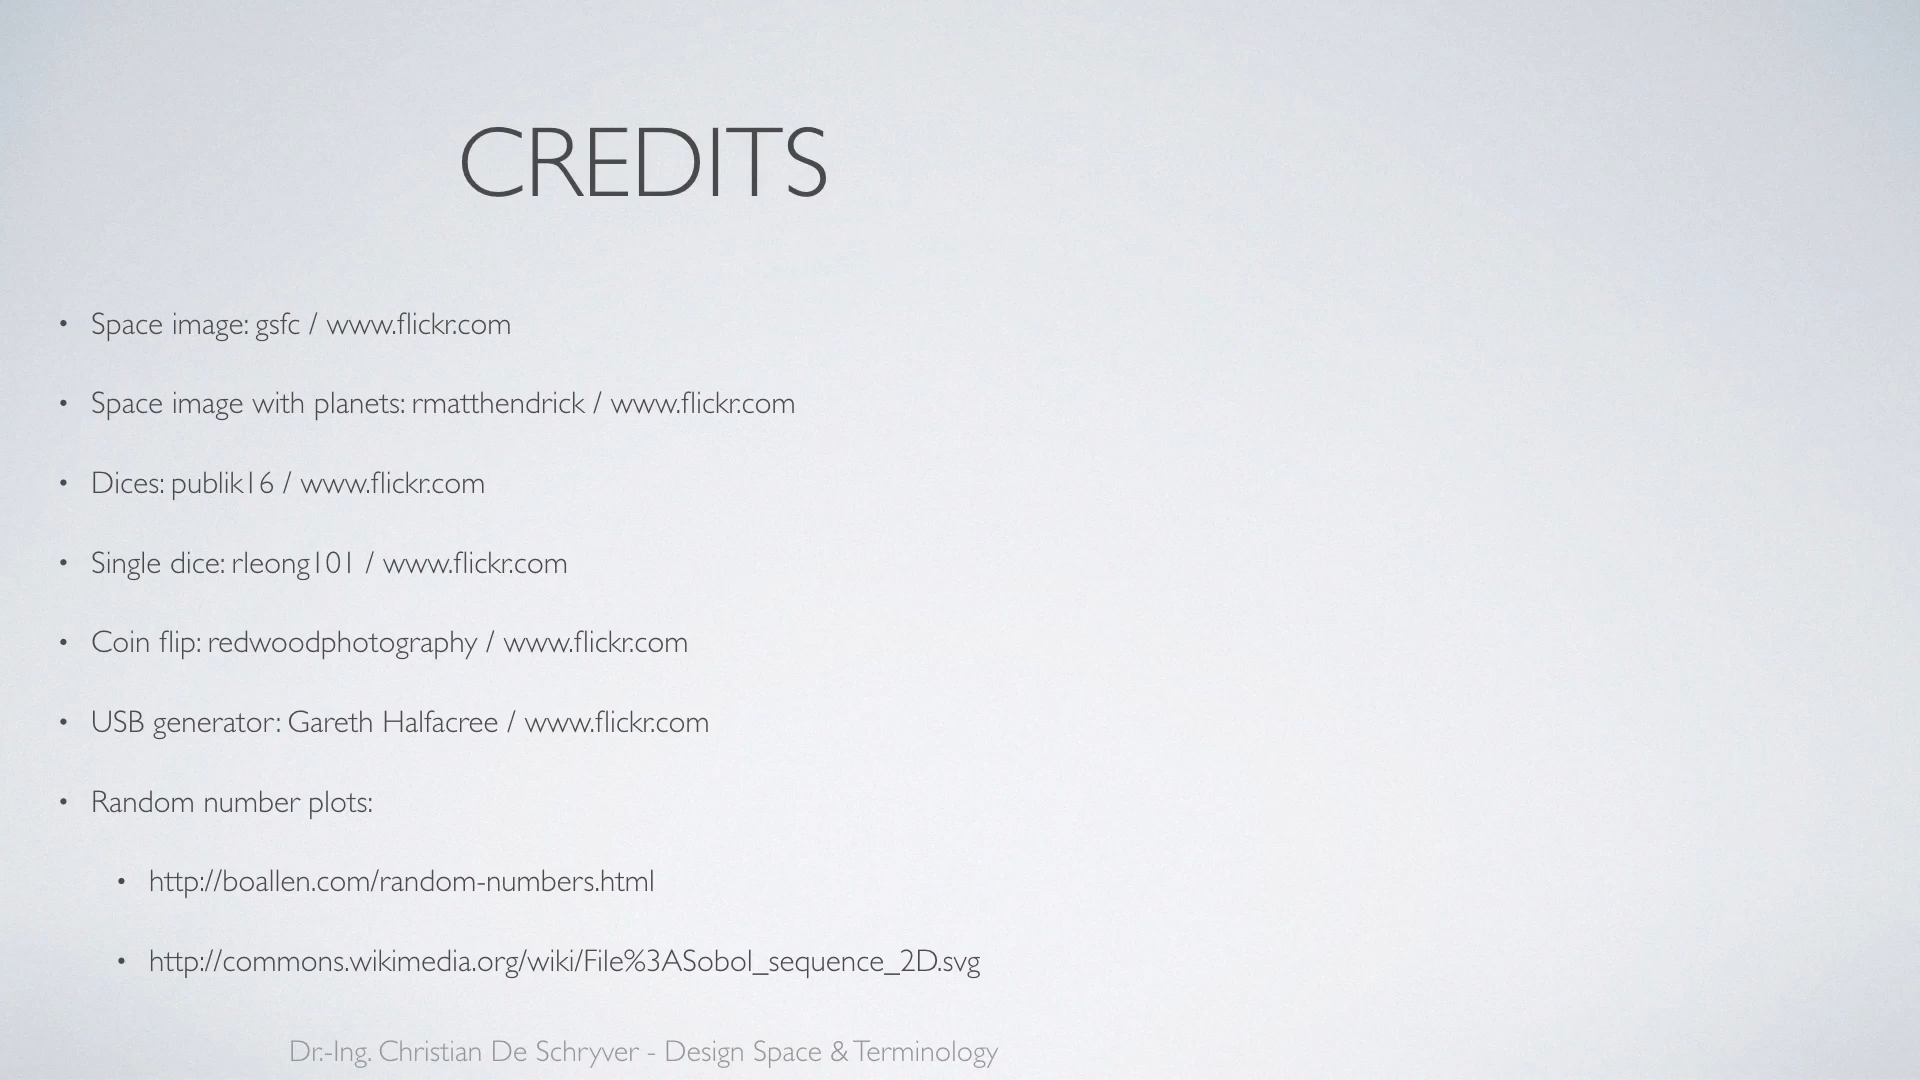 CREDITS
• Space image: gsfc / www.flickr.com
• Space image with planets: rmatthendrick / www.flickr.com
• Dices: publik16 / www.flickr.com
• Single dice: rleong101 / www.flickr.com
• Coin flip: redwoodphotography / www.flickr.com
• USB generator: Gareth Halfacree / www.flickr.com
• Random number plots:
• http://boallen.com/random-numbers.html
• http://commons.wikimedia.org/wiki/File%3ASobol_sequence_2D.svg
Dr.-Ing. Christian De Schryver - Design Space & Terminology